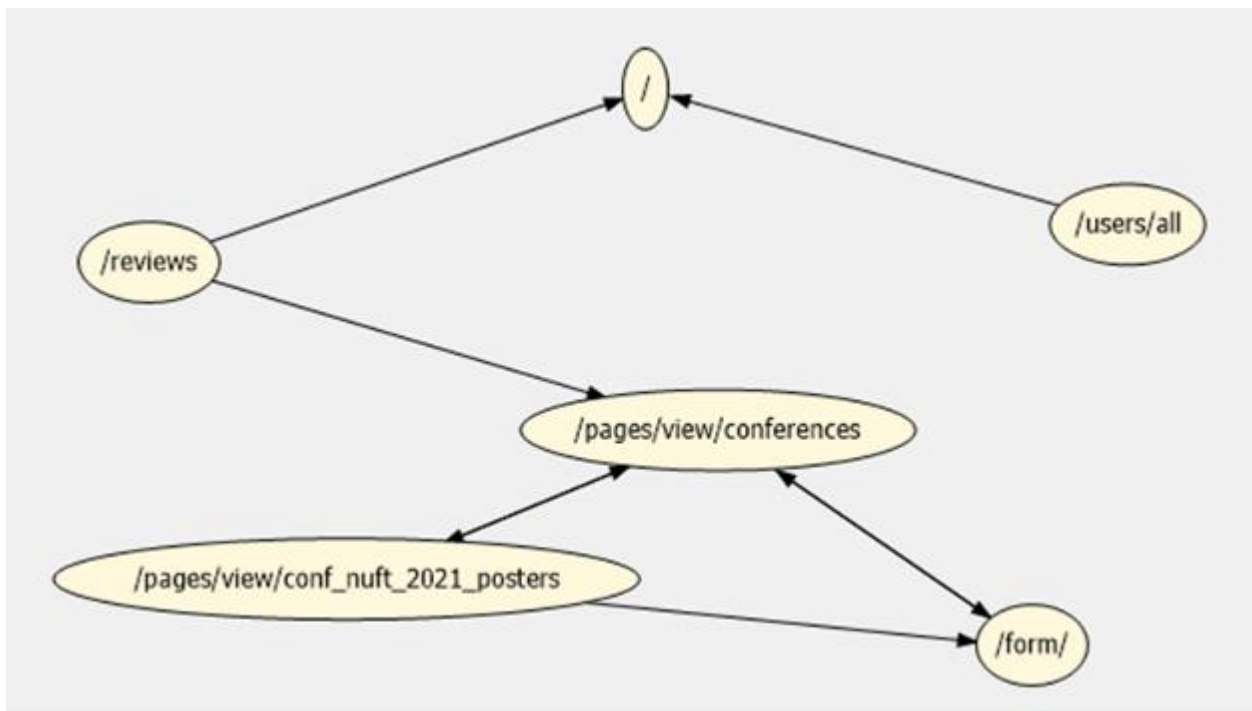 /
/users/all
/reviews
/pages/view/conferences
/pages/view/conf_nuft_2021_posters
/form/